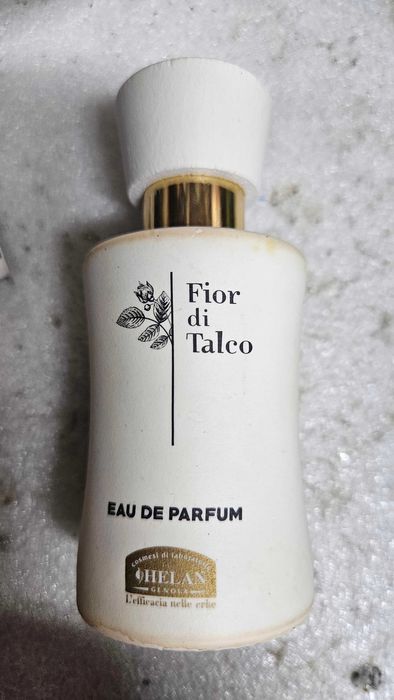 Fior
di
Talco
EAU DE PARFUM
cosmesi di laboratorio
HELAN
GENOVA
L'efficacia nelle erbe